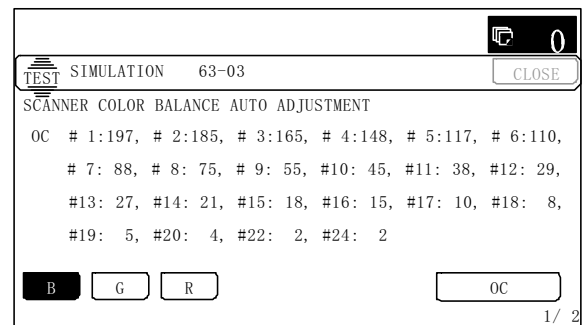 0
TEST SIMULATION 63-03 CLOSE
SCANNER COLOR BALANCE AUTO ADJUSTMENT
OC # 1:197, # 2:185, # 3:165, # 4:148, # 5:117, # 6:110,
# 7: 88, # 8: 75, # 9: 55, #10: 45, #11: 38, #12: 29,
#13: 27, #14: 21, #15: 18, #16: 15, #17: 10, #18: 8,
#19: 5, #20: 4, #22: 2, #24: 2
B G R OC
1/ 2